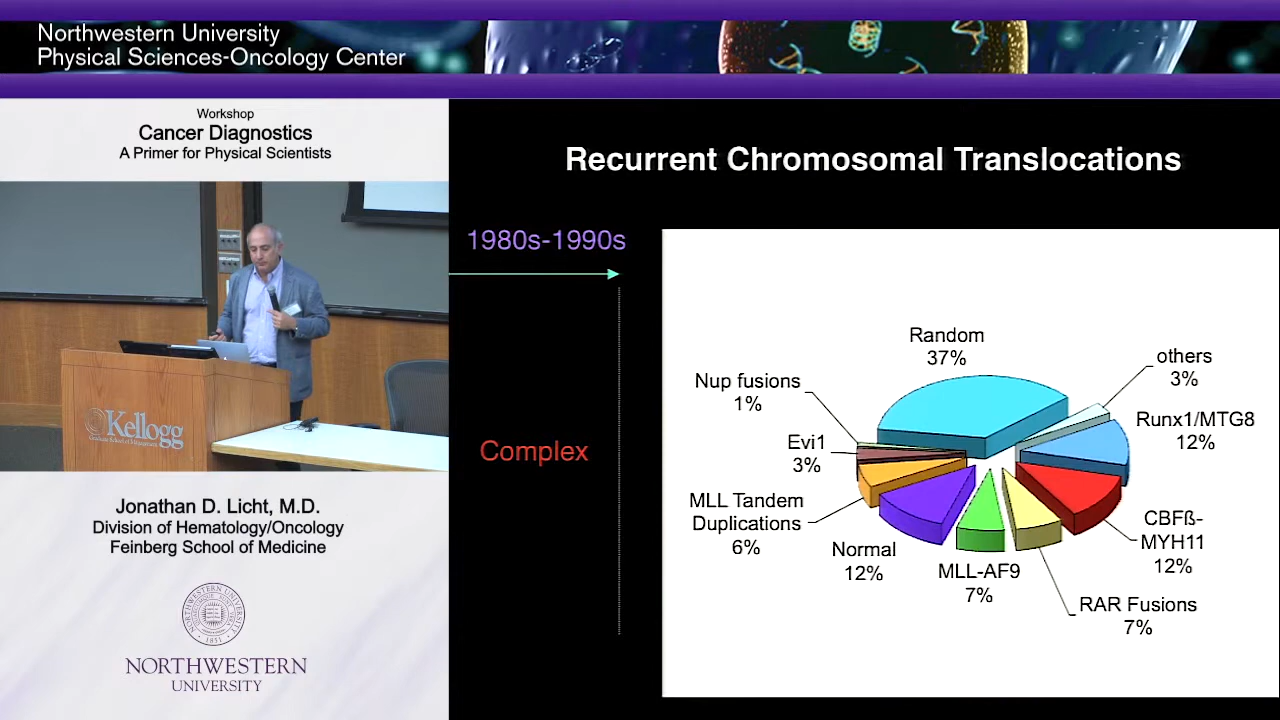 Northwestern University
Physical Sciences-Oncology Center
Workshop
Cancer Diagnostics
A Primer for Physical Scientists
Kellogg
Jonathan D. Licht, M.D.
Division of Hematology/Oncology
Feinberg School of Medicine
1851
NORTHWESTERN
UNIVERSITY
Recurrent Chromosomal Translocations
1980s-1990s
Complex
Random
37%
others
3%
Nup fusions
1%
Runx1/MTG8
12%
Evi1
3%
MLL Tandem
Duplications
6%
Normal
12%
MLL-AF9
7%
CBFß-
MYH11
12%
RAR Fusions
7%